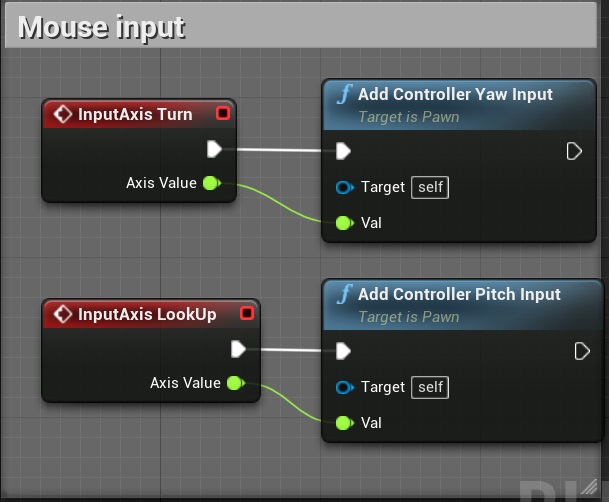 Mouse input
InputAxis Turn
Axis Value
f Add Controller Yaw Input
Target is Pawn
Target self
Val
InputAxis LookUp
Axis Value
f Add Controller Pitch Input
Target is Pawn
Target self
Val